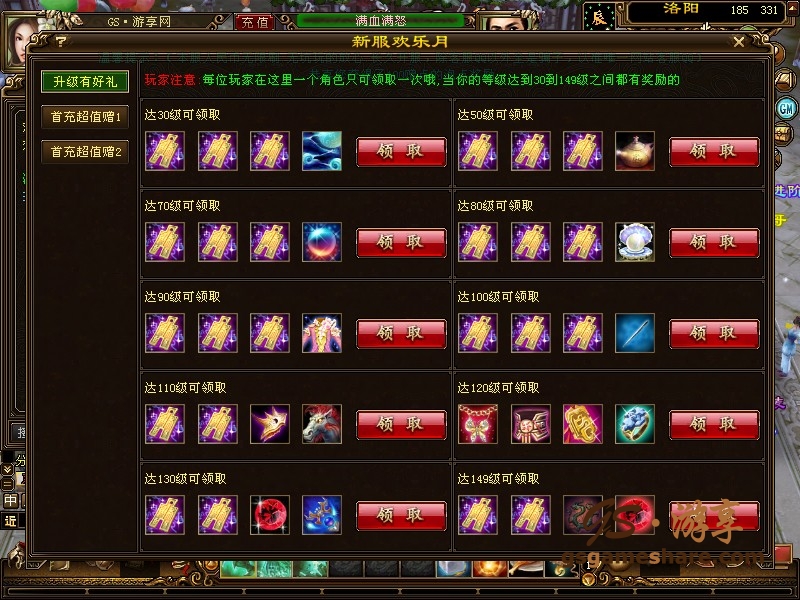 GS·游享网
充值
满血满怒
辰
洛阳
185 331
?
新服欢乐月
×
升级有好礼
首充超值赠1
首充超值赠2
玩家注意:每位玩家在这里一个角色只可领取一次哦,当你的等级达到30到149级之间都有奖励的
达30级可领取
领取
达50级可领取
领取
达70级可领取
领取
达80级可领取
领取
达90级可领取
领取
达100级可领取
领取
达110级可领取
领取
达120级可领取
领取
达130级可领取
领取
达149级可领取
GM
进阶
分
申
近
GS·游享
gsgameshare.com